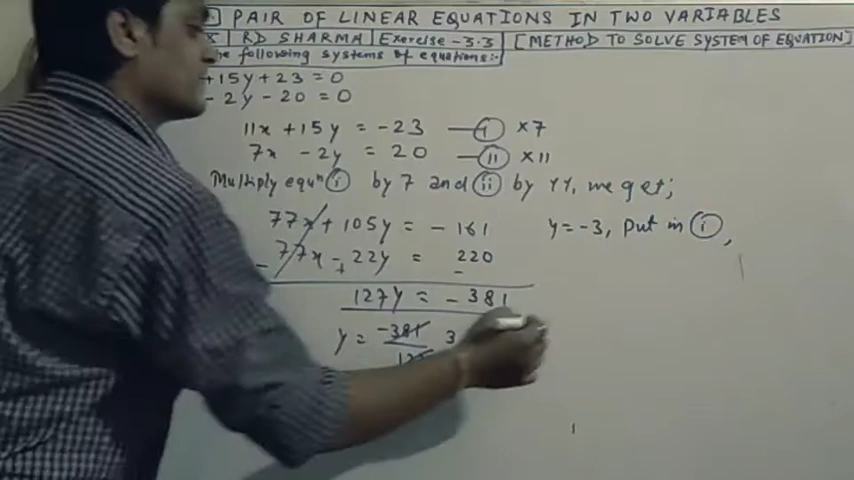 PAIR OF LINEAR EQUATIONS IN TWO VARIABLES
RD SHARMA | Exercise -3.3 | [METHOD TO SOLVE SYSTEM OF EQUATION]
following systems of equations:-
+15y+23=0
- 2y-20=0
11x +15y = -23 — (i) ×7
7x -2y = 20 — (ii) ×11
Multiply equⁿ (i) by 7 and (ii) by 11, we get;
77x + 105y = - 161 y=-3, put in (i),
77x - 22y = 220
- + -
127y = - 381
y = -381 3